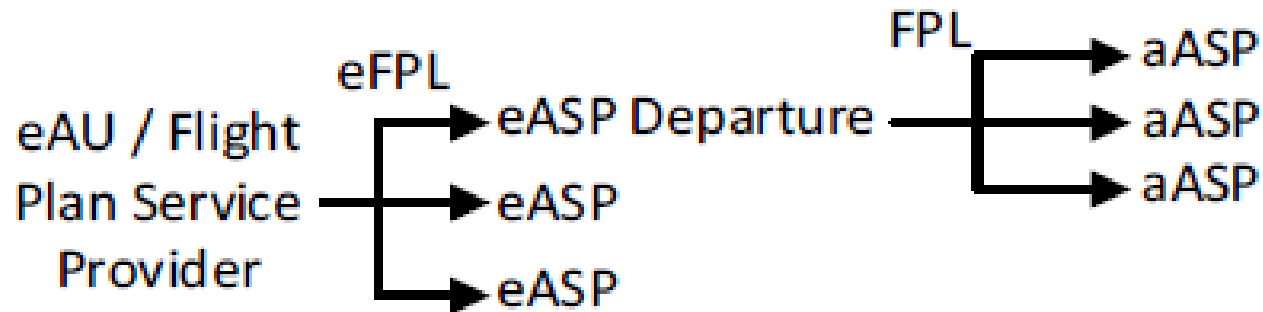 eAU / Flight
Plan Service
Provider
eFPL
eASP Departure
eASP
eASP
FPL
aASP
aASP
aASP